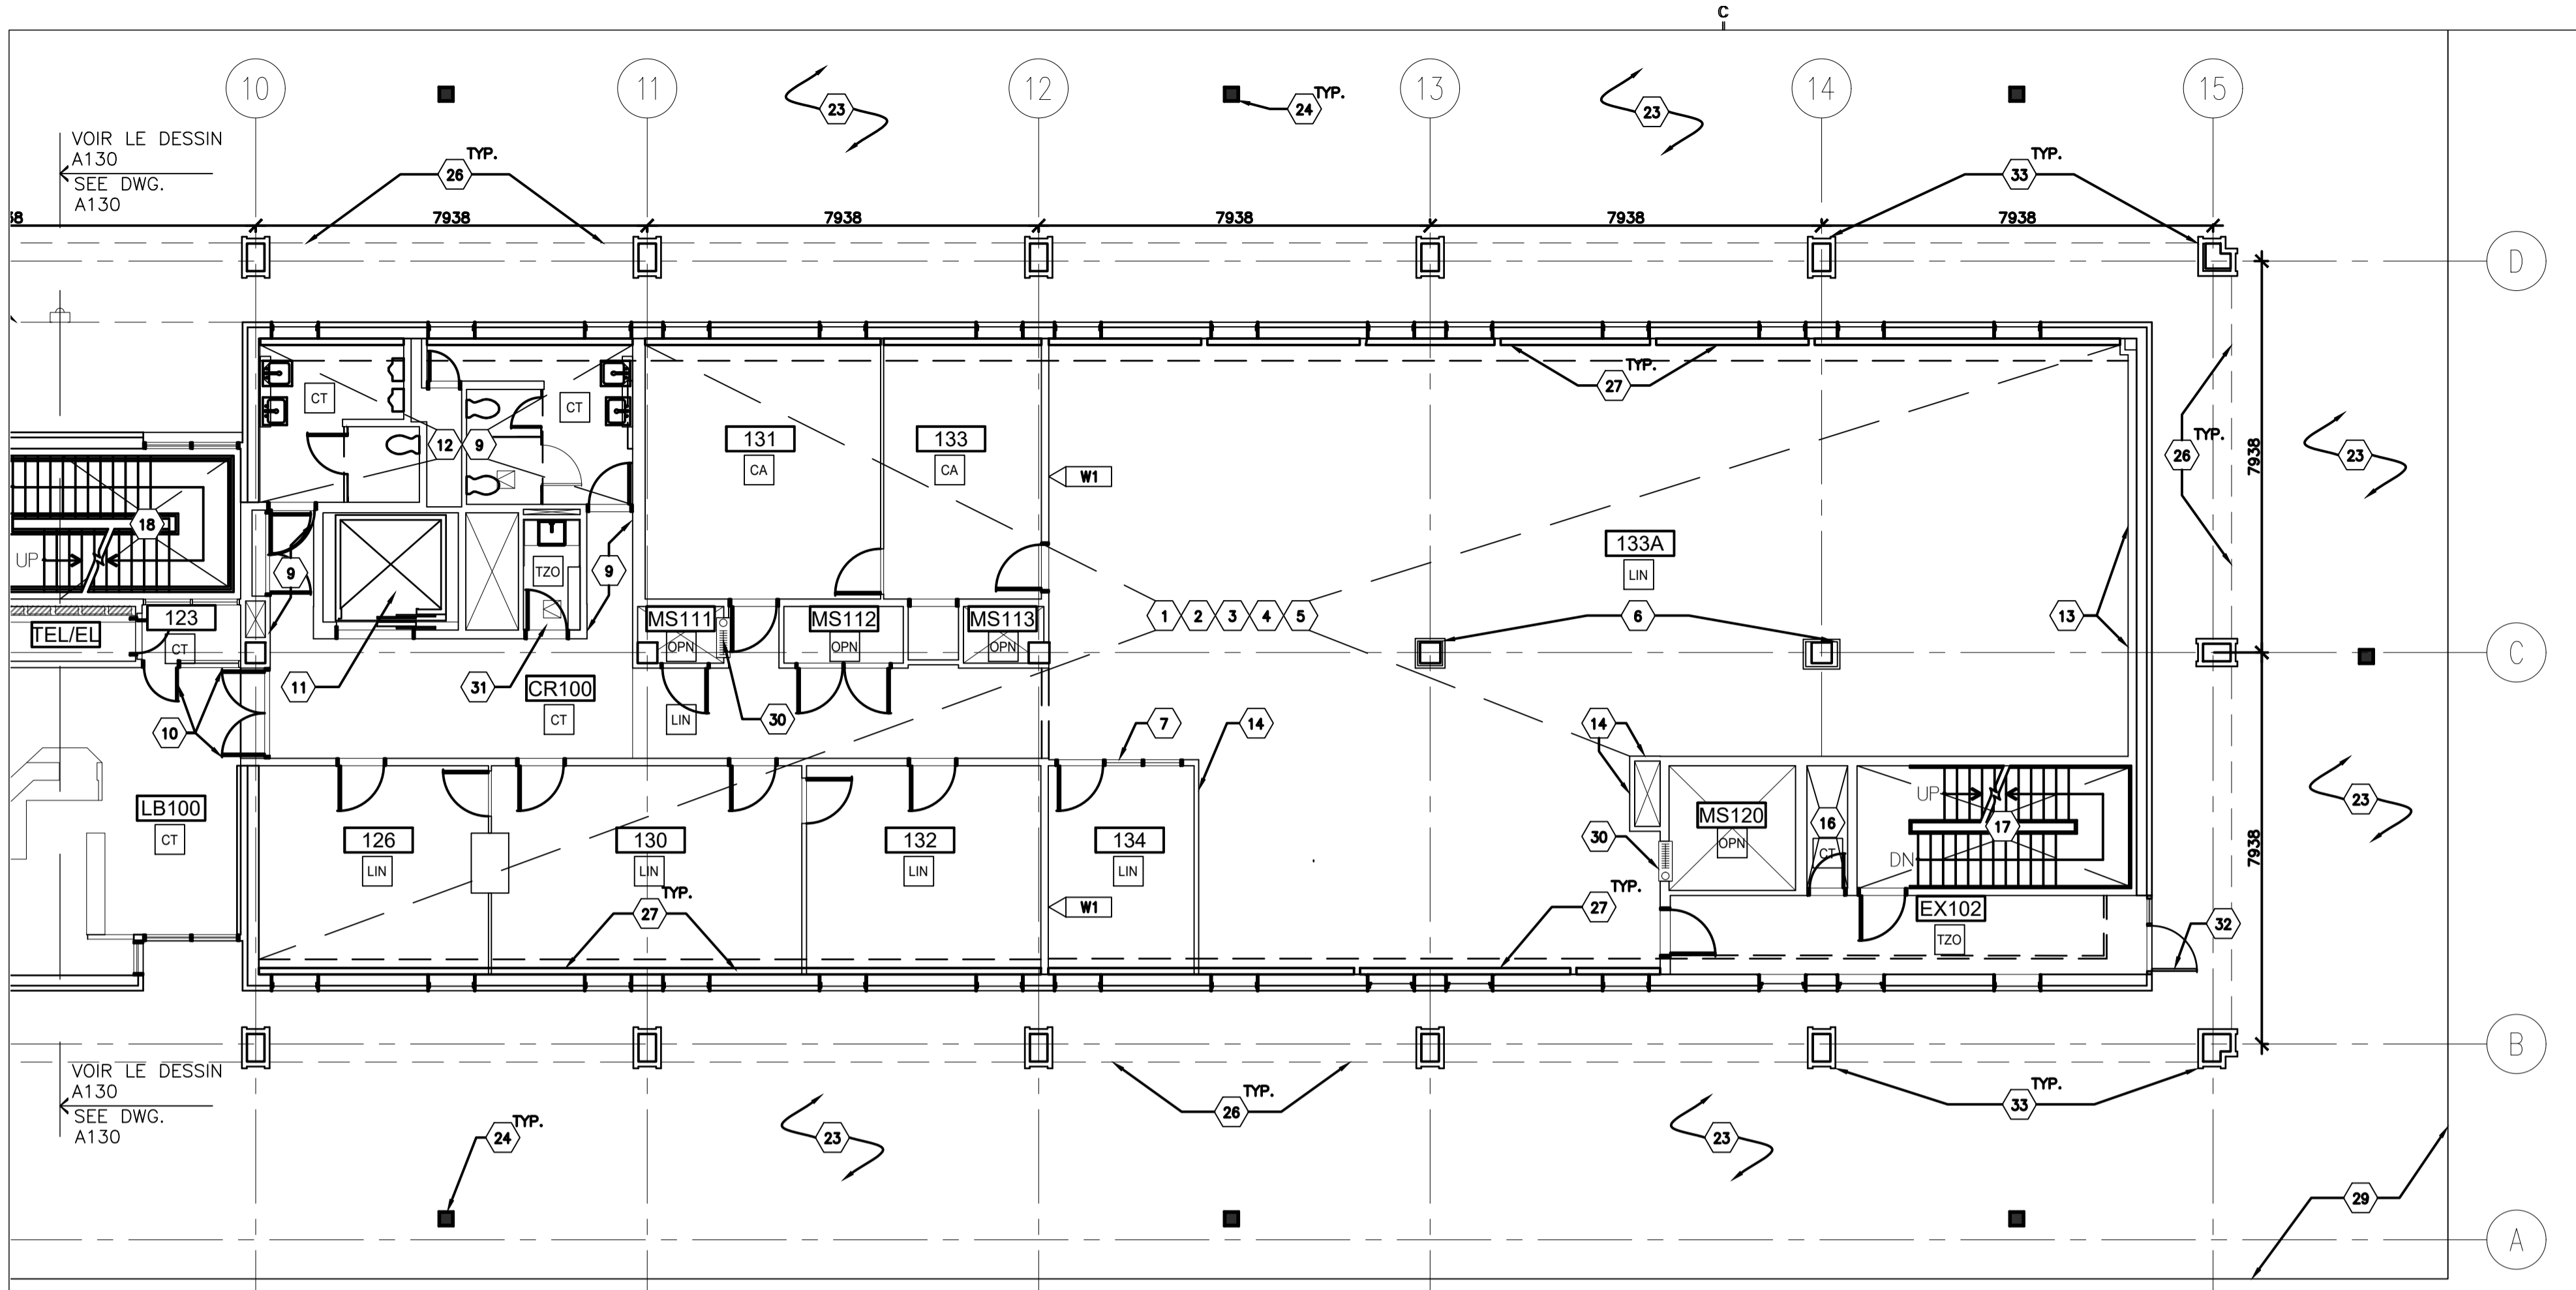 C
10
11
12
13
14
15
23
24
TYP.
23
VOIR LE DESSIN
A130
SEE DWG.
A130
26
TYP.
33
TYP.
7938
7938
7938
7938
7938
D
CT
CT
12
9
131
CA
133
CA
W1
27
TYP.
26
TYP.
7938
23
18
UP
9
TZO
9
133A
LIN
TEL/EL
123
CT
MS111
OPN
MS112
OPN
MS113
OPN
1
2
3
4
5
6
13
C
11
31
CR100
CT
LIN
30
10
7
14
14
LB100
CT
126
LIN
130
LIN
132
LIN
134
LIN
30
MS120
OPN
16
CT
UP
17
DN
23
7938
27
TYP.
W1
27
TYP.
EX102
TZO
32
B
VOIR LE DESSIN
A130
SEE DWG.
A130
24
TYP.
23
26
TYP.
23
33
TYP.
29
A